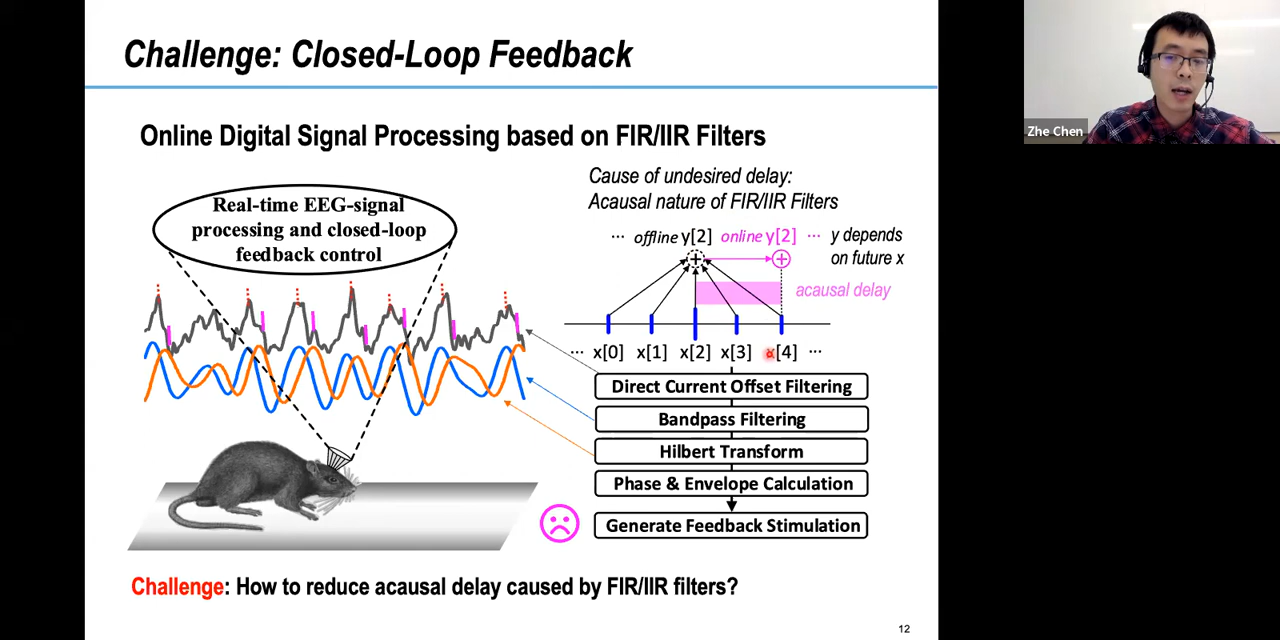 Challenge: Closed-Loop Feedback
Zhe Chen
Online Digital Signal Processing based on FIR/IIR Filters
Real-time EEG-signal
processing and closed-loop
feedback control
Cause of undesired delay:
Acausal nature of FIR/IIR Filters
··· offline y[2] online y[2] ··· y depends
on future x
acausal delay
··· x[0] x[1] x[2] x[3] x[4] ···
Direct Current Offset Filtering
Bandpass Filtering
Hilbert Transform
Phase & Envelope Calculation
Generate Feedback Stimulation
Challenge: How to reduce acausal delay caused by FIR/IIR filters?
12